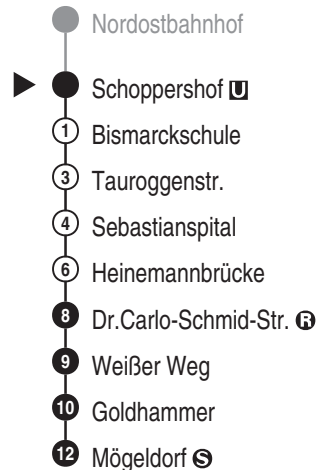 Nordostbahnhof
Schoppershof U
1 Bismarckschule
3 Tauroggenstr.
4 Sebastianspital
6 Heinemannbrücke
8 Dr.Carlo-Schmid-Str. R
9 Weißer Weg
10 Goldhammer
12 Mögeldorf S